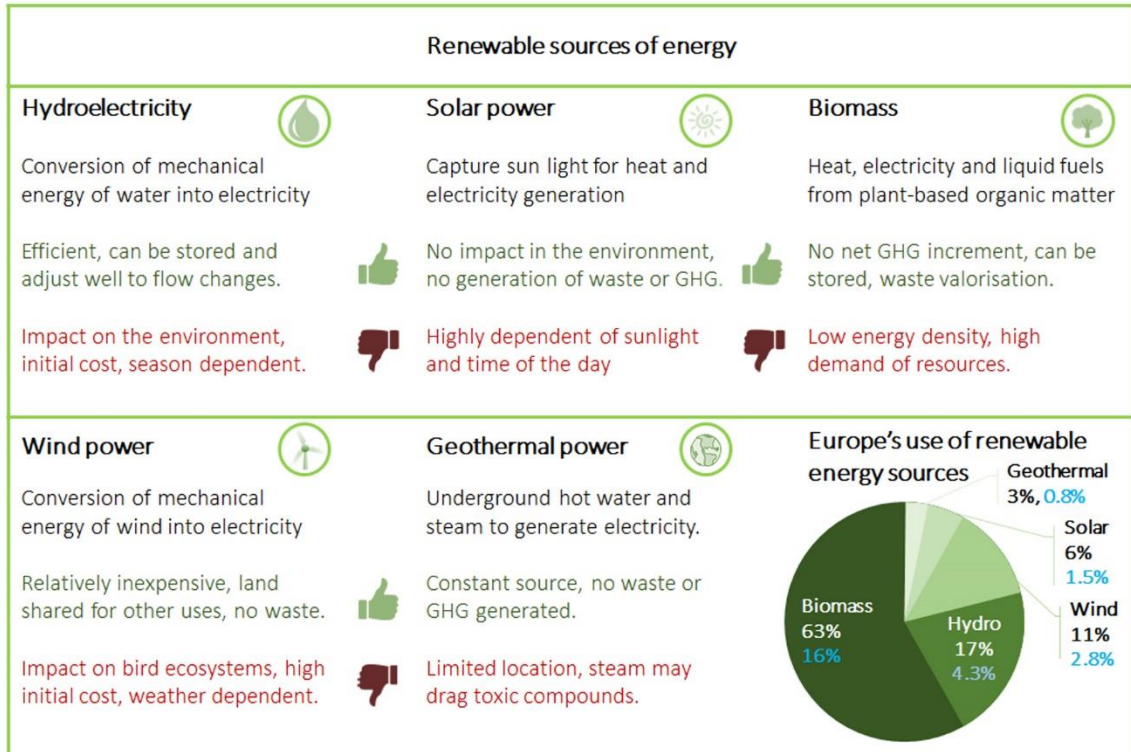 Renewable sources of energy
Hydroelectricity
Conversion of mechanical
energy of water into electricity
Efficient, can be stored and
adjust well to flow changes.
Impact on the environment,
initial cost, season dependent.
Solar power
Capture sun light for heat and
electricity generation
No impact in the environment,
no generation of waste or GHG.
Highly dependent of sunlight
and time of the day
Biomass
Heat, electricity and liquid fuels
from plant-based organic matter
No net GHG increment, can be
stored, waste valorisation.
Low energy density, high
demand of resources.
Wind power
Conversion of mechanical
energy of wind into electricity
Relatively inexpensive, land
shared for other uses, no waste.
Impact on bird ecosystems, high
initial cost, weather dependent.
Geothermal power
Underground hot water and
steam to generate electricity.
Constant source, no waste or
GHG generated.
Limited location, steam may
drag toxic compounds.
Europe's use of renewable
energy sources
Geothermal
3%, 0.8%
Solar
6%
1.5%
Wind
11%
2.8%
Hydro
17%
4.3%
Biomass
63%
16%